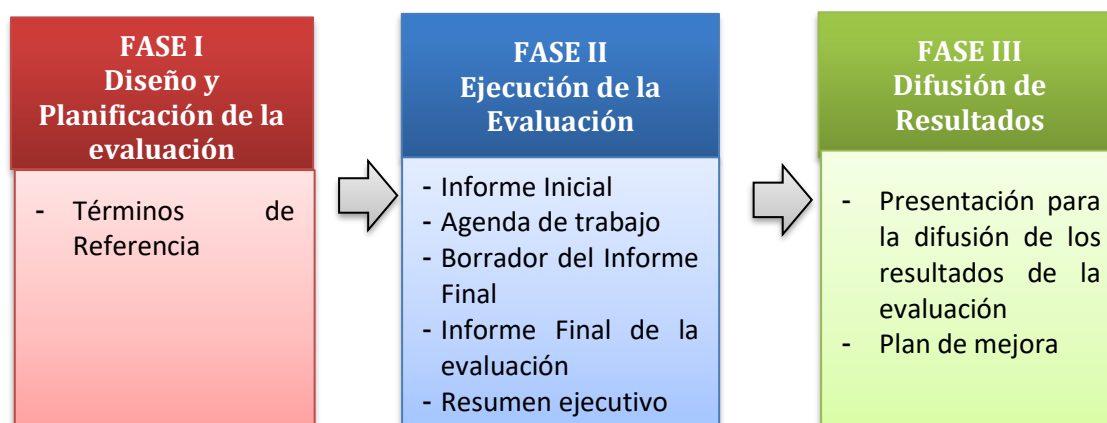 FASE I
Diseño y
Planificación de la
evaluación
- Términos de
Referencia
FASE II
Ejecución de la
Evaluación
- Informe Inicial
- Agenda de trabajo
- Borrador del Informe
Final
- Informe Final de la
evaluación
- Resumen ejecutivo
FASE III
Difusión de
Resultados
- Presentación para
la difusión de los
resultados de la
evaluación
- Plan de mejora